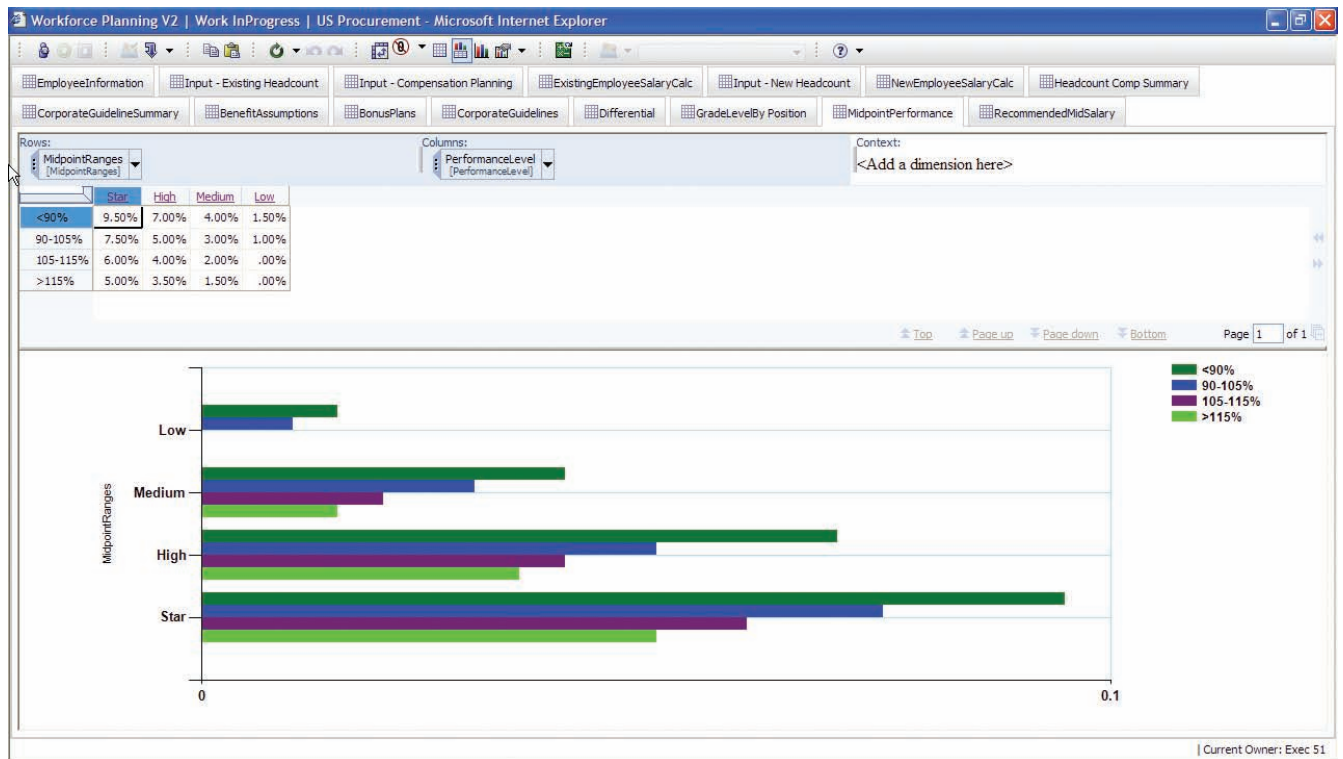 Workforce Planning V2 | Work InProgress | US Procurement - Microsoft Internet Explorer
EmployeeInformation Input - Existing Headcount Input - Compensation Planning ExistingEmployeeSalaryCalc Input - New Headcount NewEmployeeSalaryCalc Headcount Comp Summary
CorporateGuidelineSummary BenefitAssumptions BonusPlans CorporateGuidelines Differential GradeLevelBy Position MidpointPerformance RecommendedMidSalary
Rows: Columns: Context:
MidpointRanges PerformanceLevel <Add a dimension here>
[MidpointRanges] [PerformanceLevel]
Star High Medium Low
<90% 9.50% 7.00% 4.00% 1.50%
90-105% 7.50% 5.00% 3.00% 1.00%
105-115% 6.00% 4.00% 2.00% .00%
>115% 5.00% 3.50% 1.50% .00%
Top Page up Page down Bottom Page 1 of 1
<90%
90-105%
105-115%
>115%
Low
Medium
High
Star
MidpointRanges
0 0.1
Current Owner: Exec 51